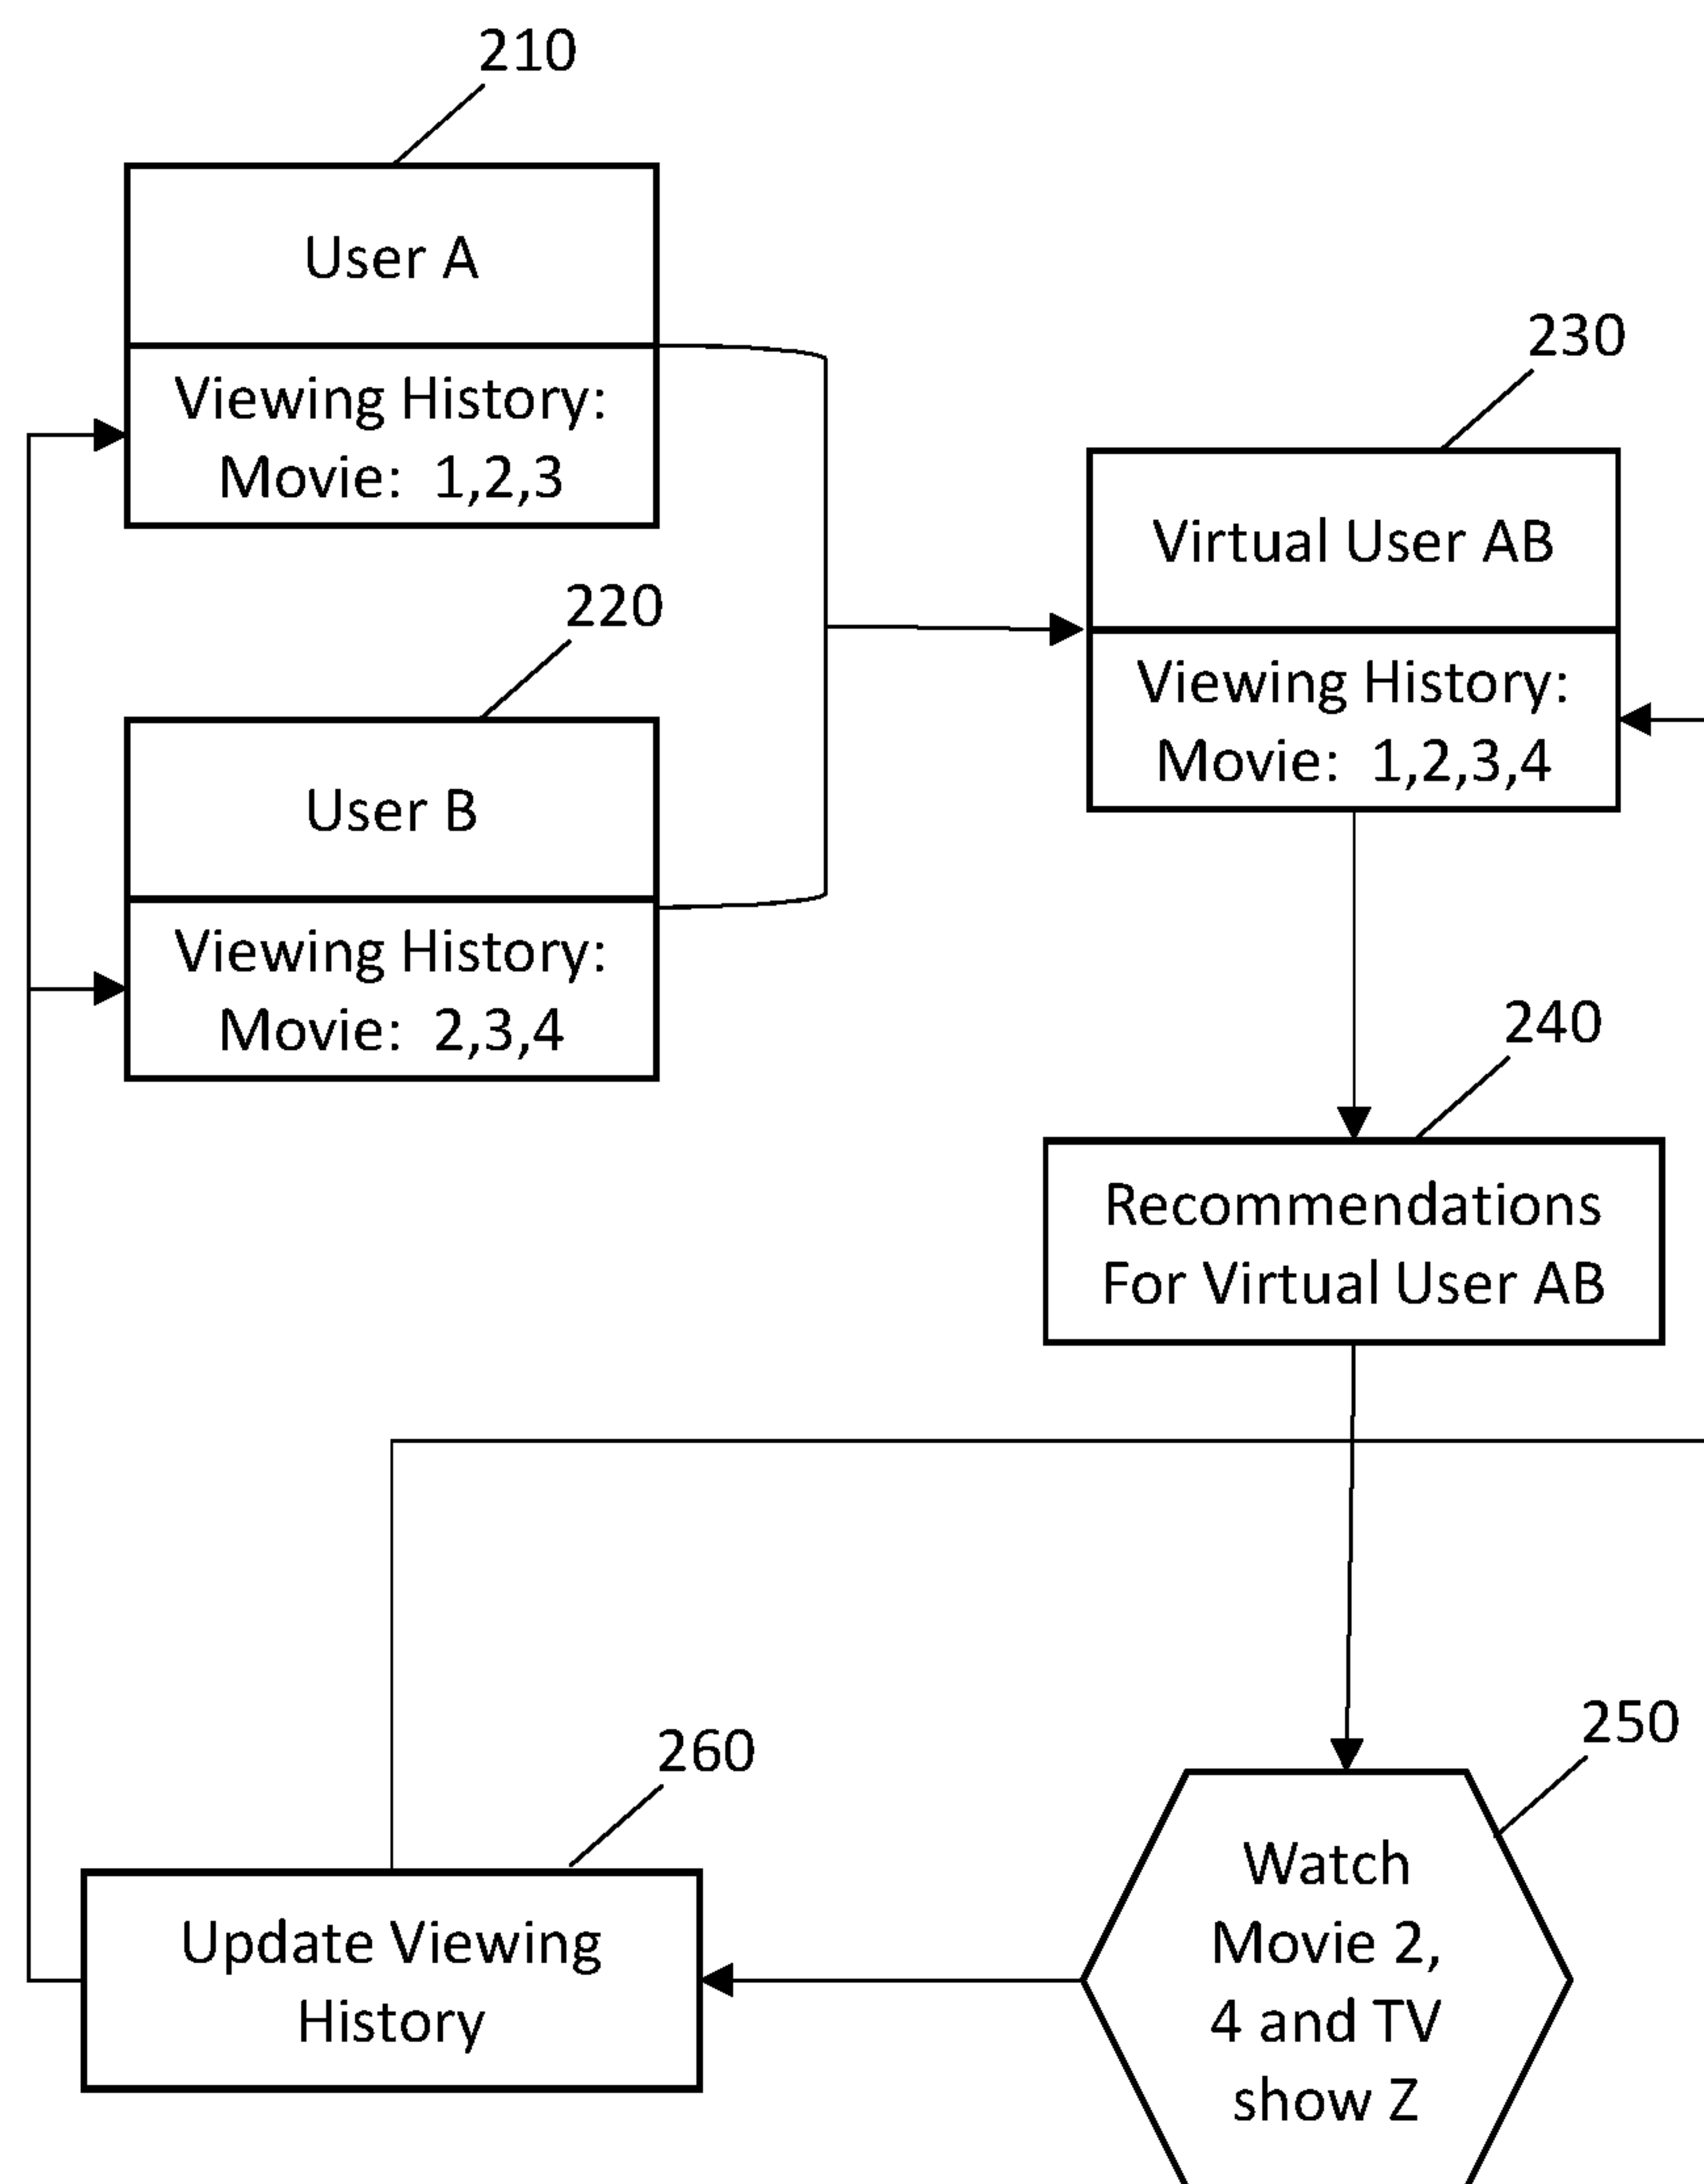 210
User A
Viewing History:
Movie: 1,2,3
220
User B
Viewing History:
Movie: 2,3,4
230
Virtual User AB
Viewing History:
Movie: 1,2,3,4
240
Recommendations
For Virtual User AB
250
Watch
Movie 2,
4 and TV
show Z
260
Update Viewing
History